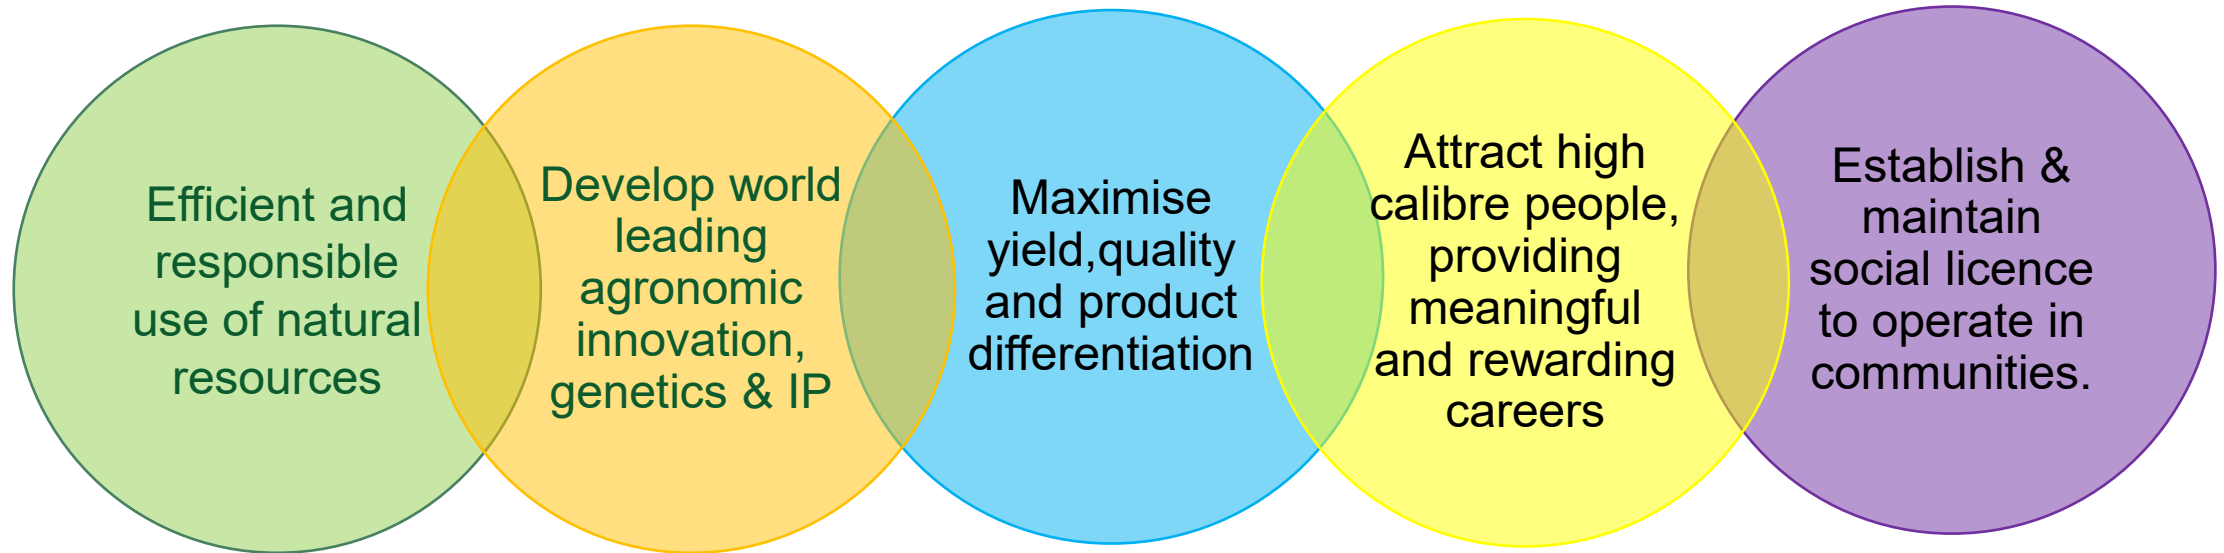 Efficient and
responsible
use of natural
resources
Develop world
leading
agronomic
innovation,
genetics & IP
Maximise
yield,quality
and product
differentiation
Attract high
calibre people,
providing
meaningful
and rewarding
careers
Establish &
maintain
social licence
to operate in
communities.